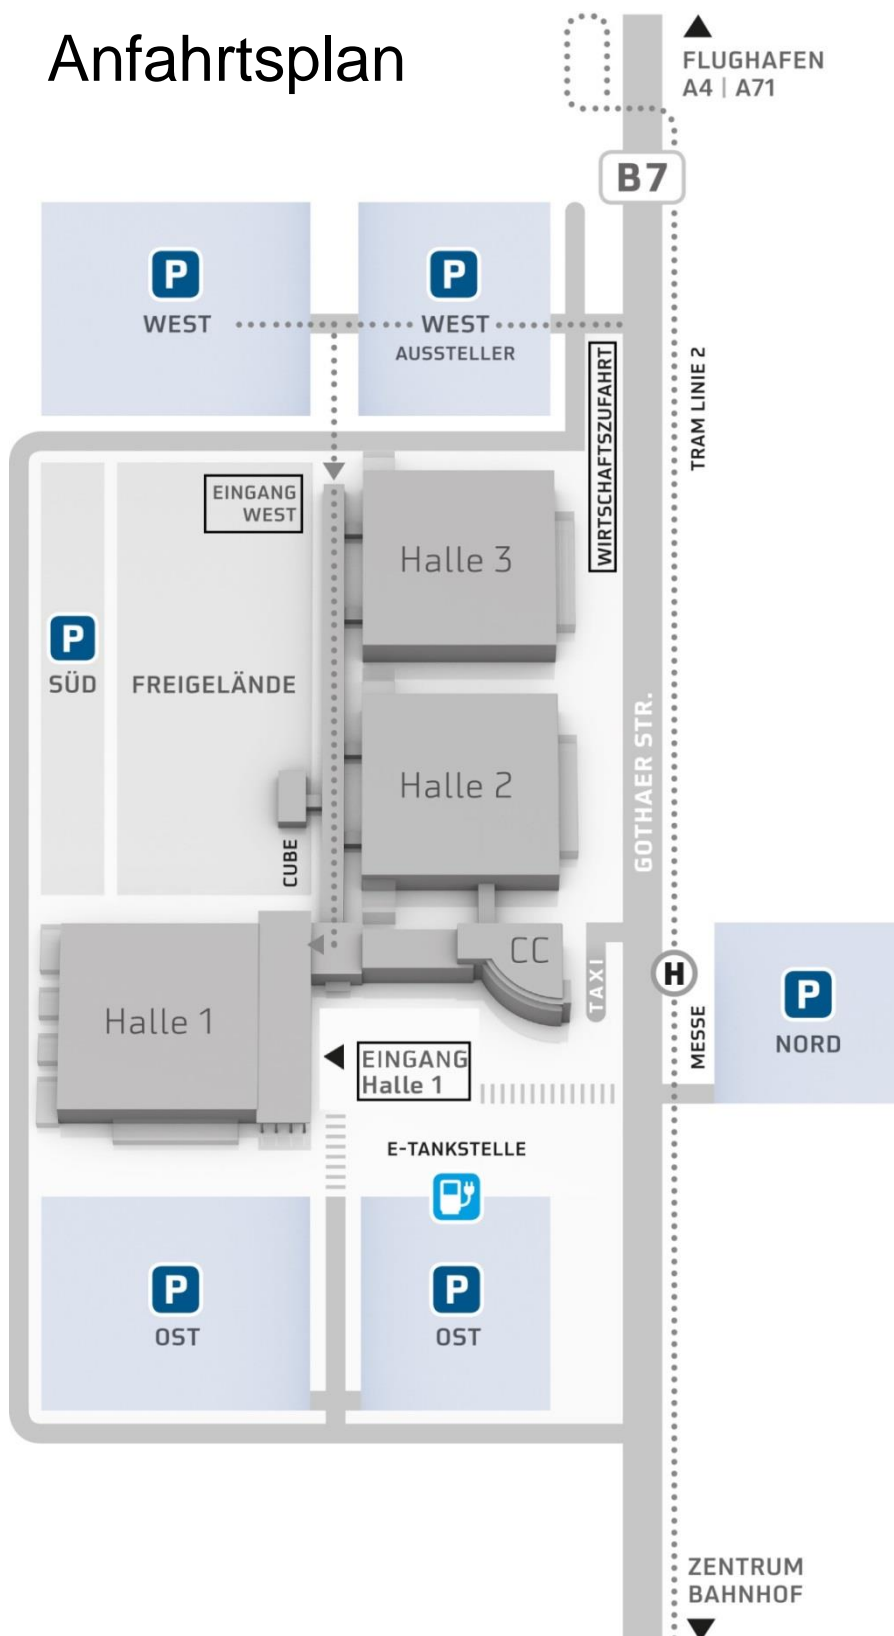 Anfahrtsplan
FLUGHAFEN
A4 | A71
B7
P
WEST
P
WEST
AUSSTELLER
WIRTSCHAFTSZUFAHRT
TRAM LINIE 2
EINGANG
WEST
Halle 3
P
SÜD
FREIGELÄNDE
GOTHAER STR.
Halle 2
CUBE
CC
TAXI
H
MESSE
P
NORD
Halle 1
EINGANG
Halle 1
E-TANKSTELLE
P
OST
P
OST
ZENTRUM
BAHNHOF